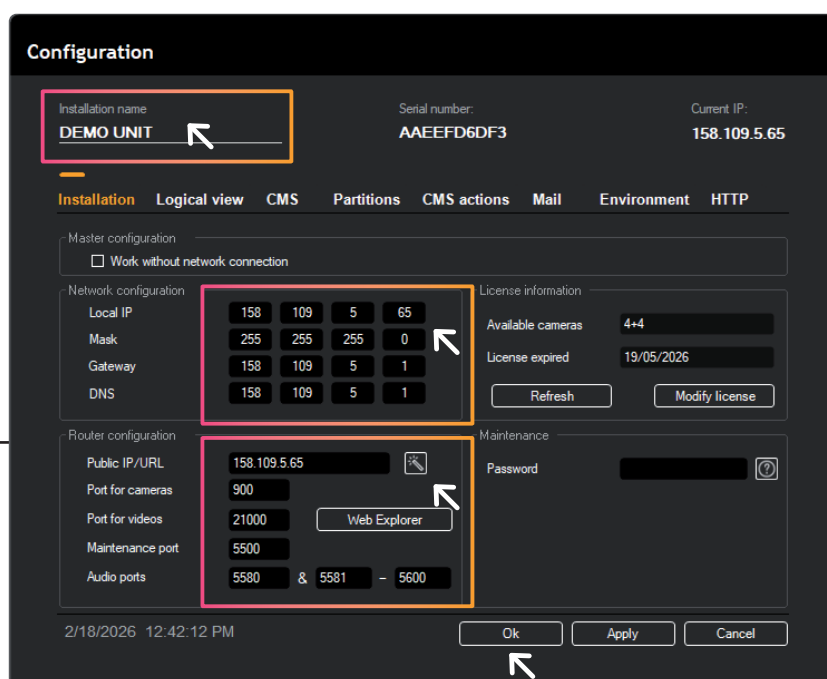 Configuration
Installation name
Serial number:
Current IP:
DEMO UNIT
AAEEFD6DF3
158.109.5.65
Installation Logical view CMS Partitions CMS actions Mail Environment HTTP
Master configuration
Work without network connection
Network configuration
Local IP 158 109 5 65
Mask 255 255 255 0
Gateway 158 109 5 1
DNS 158 109 5 1
License information
Available cameras 4+4
License expired 19/05/2026
Refresh Modify license
Router configuration
Public IP/URL 158.109.5.65
Port for cameras 900
Port for videos 21000 Web Explorer
Maintenance port 5500
Audio ports 5580 & 5581 – 5600
Maintenance
Password ?
2/18/2026 12:42:12 PM
Ok Apply Cancel